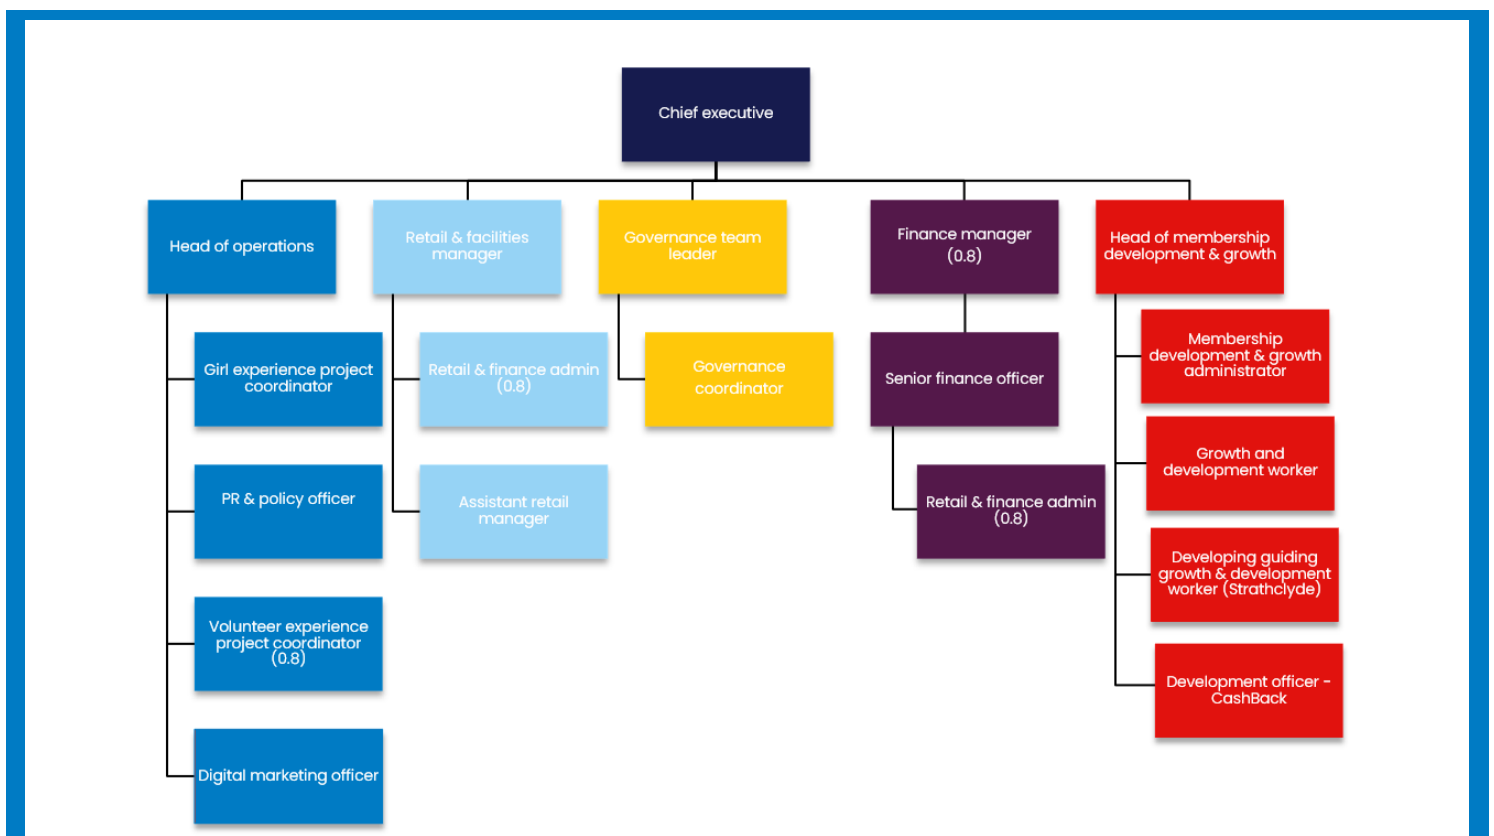 Chief executive
Head of operations
Retail & facilities
manager
Governance team
leader
Finance manager
(0.8)
Head of membership
development & growth
Girl experience project
coordinator
PR & policy officer
Volunteer experience
project coordinator
(0.8)
Digital marketing officer
Retail & finance admin
(0.8)
Assistant retail
manager
Governance
coordinator
Senior finance officer
Retail & finance admin
(0.8)
Membership
development & growth
administrator
Growth and
development worker
Developing guiding
growth & development
worker (Strathclyde)
Development officer -
CashBack